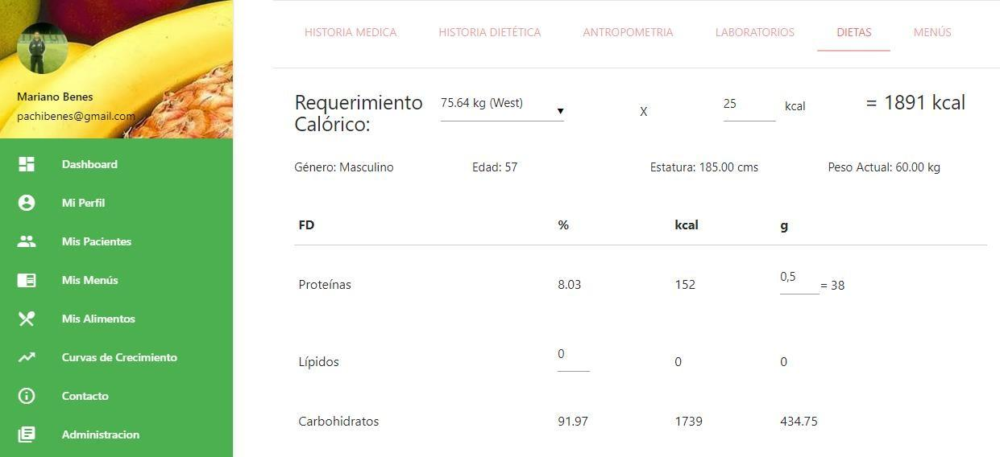 Mariano Benes
pachibenes@gmail.com
Dashboard
Mi Perfil
Mis Pacientes
Mis Menús
Mis Alimentos
Curvas de Crecimiento
Contacto
Administracion
HISTORIA MEDICA HISTORIA DIETÉTICA ANTROPOMETRIA LABORATORIOS DIETAS MENÚS
Requerimiento
Calórico:
75.64 kg (West) X 25 kcal = 1891 kcal
Género: Masculino Edad: 57 Estatura: 185.00 cms Peso Actual: 60.00 kg
FD % kcal g
Proteínas 8.03 152 0,5 = 38
Lípidos 0 0 0
Carbohidratos 91.97 1739 434.75